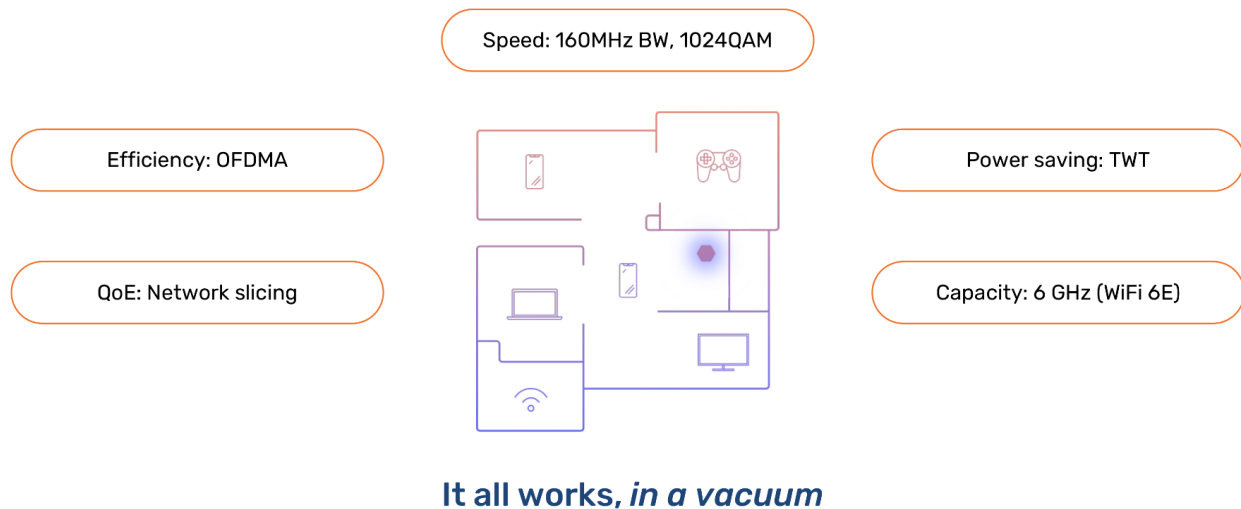 Speed: 160MHz BW, 1024QAM
Efficiency: OFDMA
Power saving: TWT
QoE: Network slicing
Capacity: 6 GHz (WiFi 6E)
It all works, in a vacuum